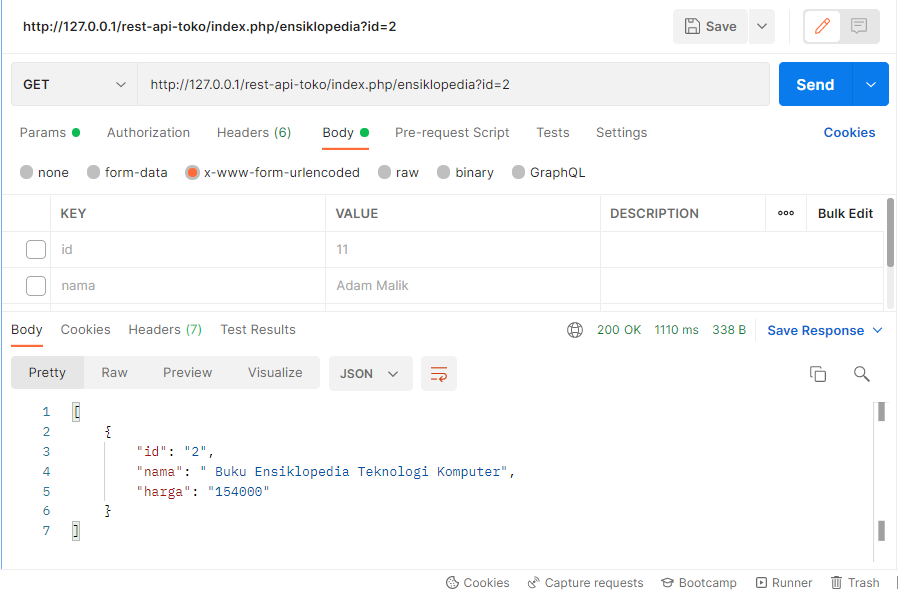 http://127.0.0.1/rest-api-toko/index.php/ensiklopedia?id=2 Save
GET http://127.0.0.1/rest-api-toko/index.php/ensiklopedia?id=2 Send
Params Authorization Headers (6) Body Pre-request Script Tests Settings Cookies
none form-data x-www-form-urlencoded raw binary GraphQL
KEY VALUE DESCRIPTION ooo Bulk Edit
id 11
nama Adam Malik
Body Cookies Headers (7) Test Results 200 OK 1110 ms 338 B Save Response
Pretty Raw Preview Visualize JSON
1 [
2 {
3 "id": "2",
4 "nama": " Buku Ensiklopedia Teknologi Komputer",
5 "harga": "154000"
6 }
7 ]
Cookies Capture requests Bootcamp Runner Trash